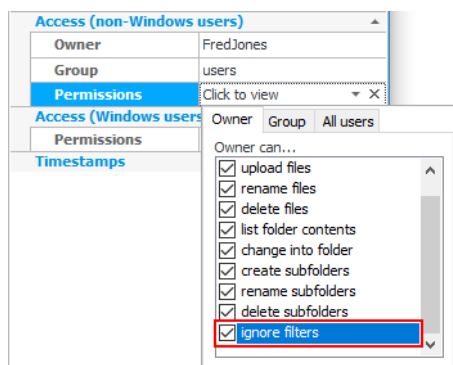 Access (non-Windows users)
Owner FredJones
Group users
Permissions Click to view
Access (Windows users
Permissions
Timestamps
Owner Group All users
Owner can...
upload files
rename files
delete files
list folder contents
change into folder
create subfolders
rename subfolders
delete subfolders
ignore filters